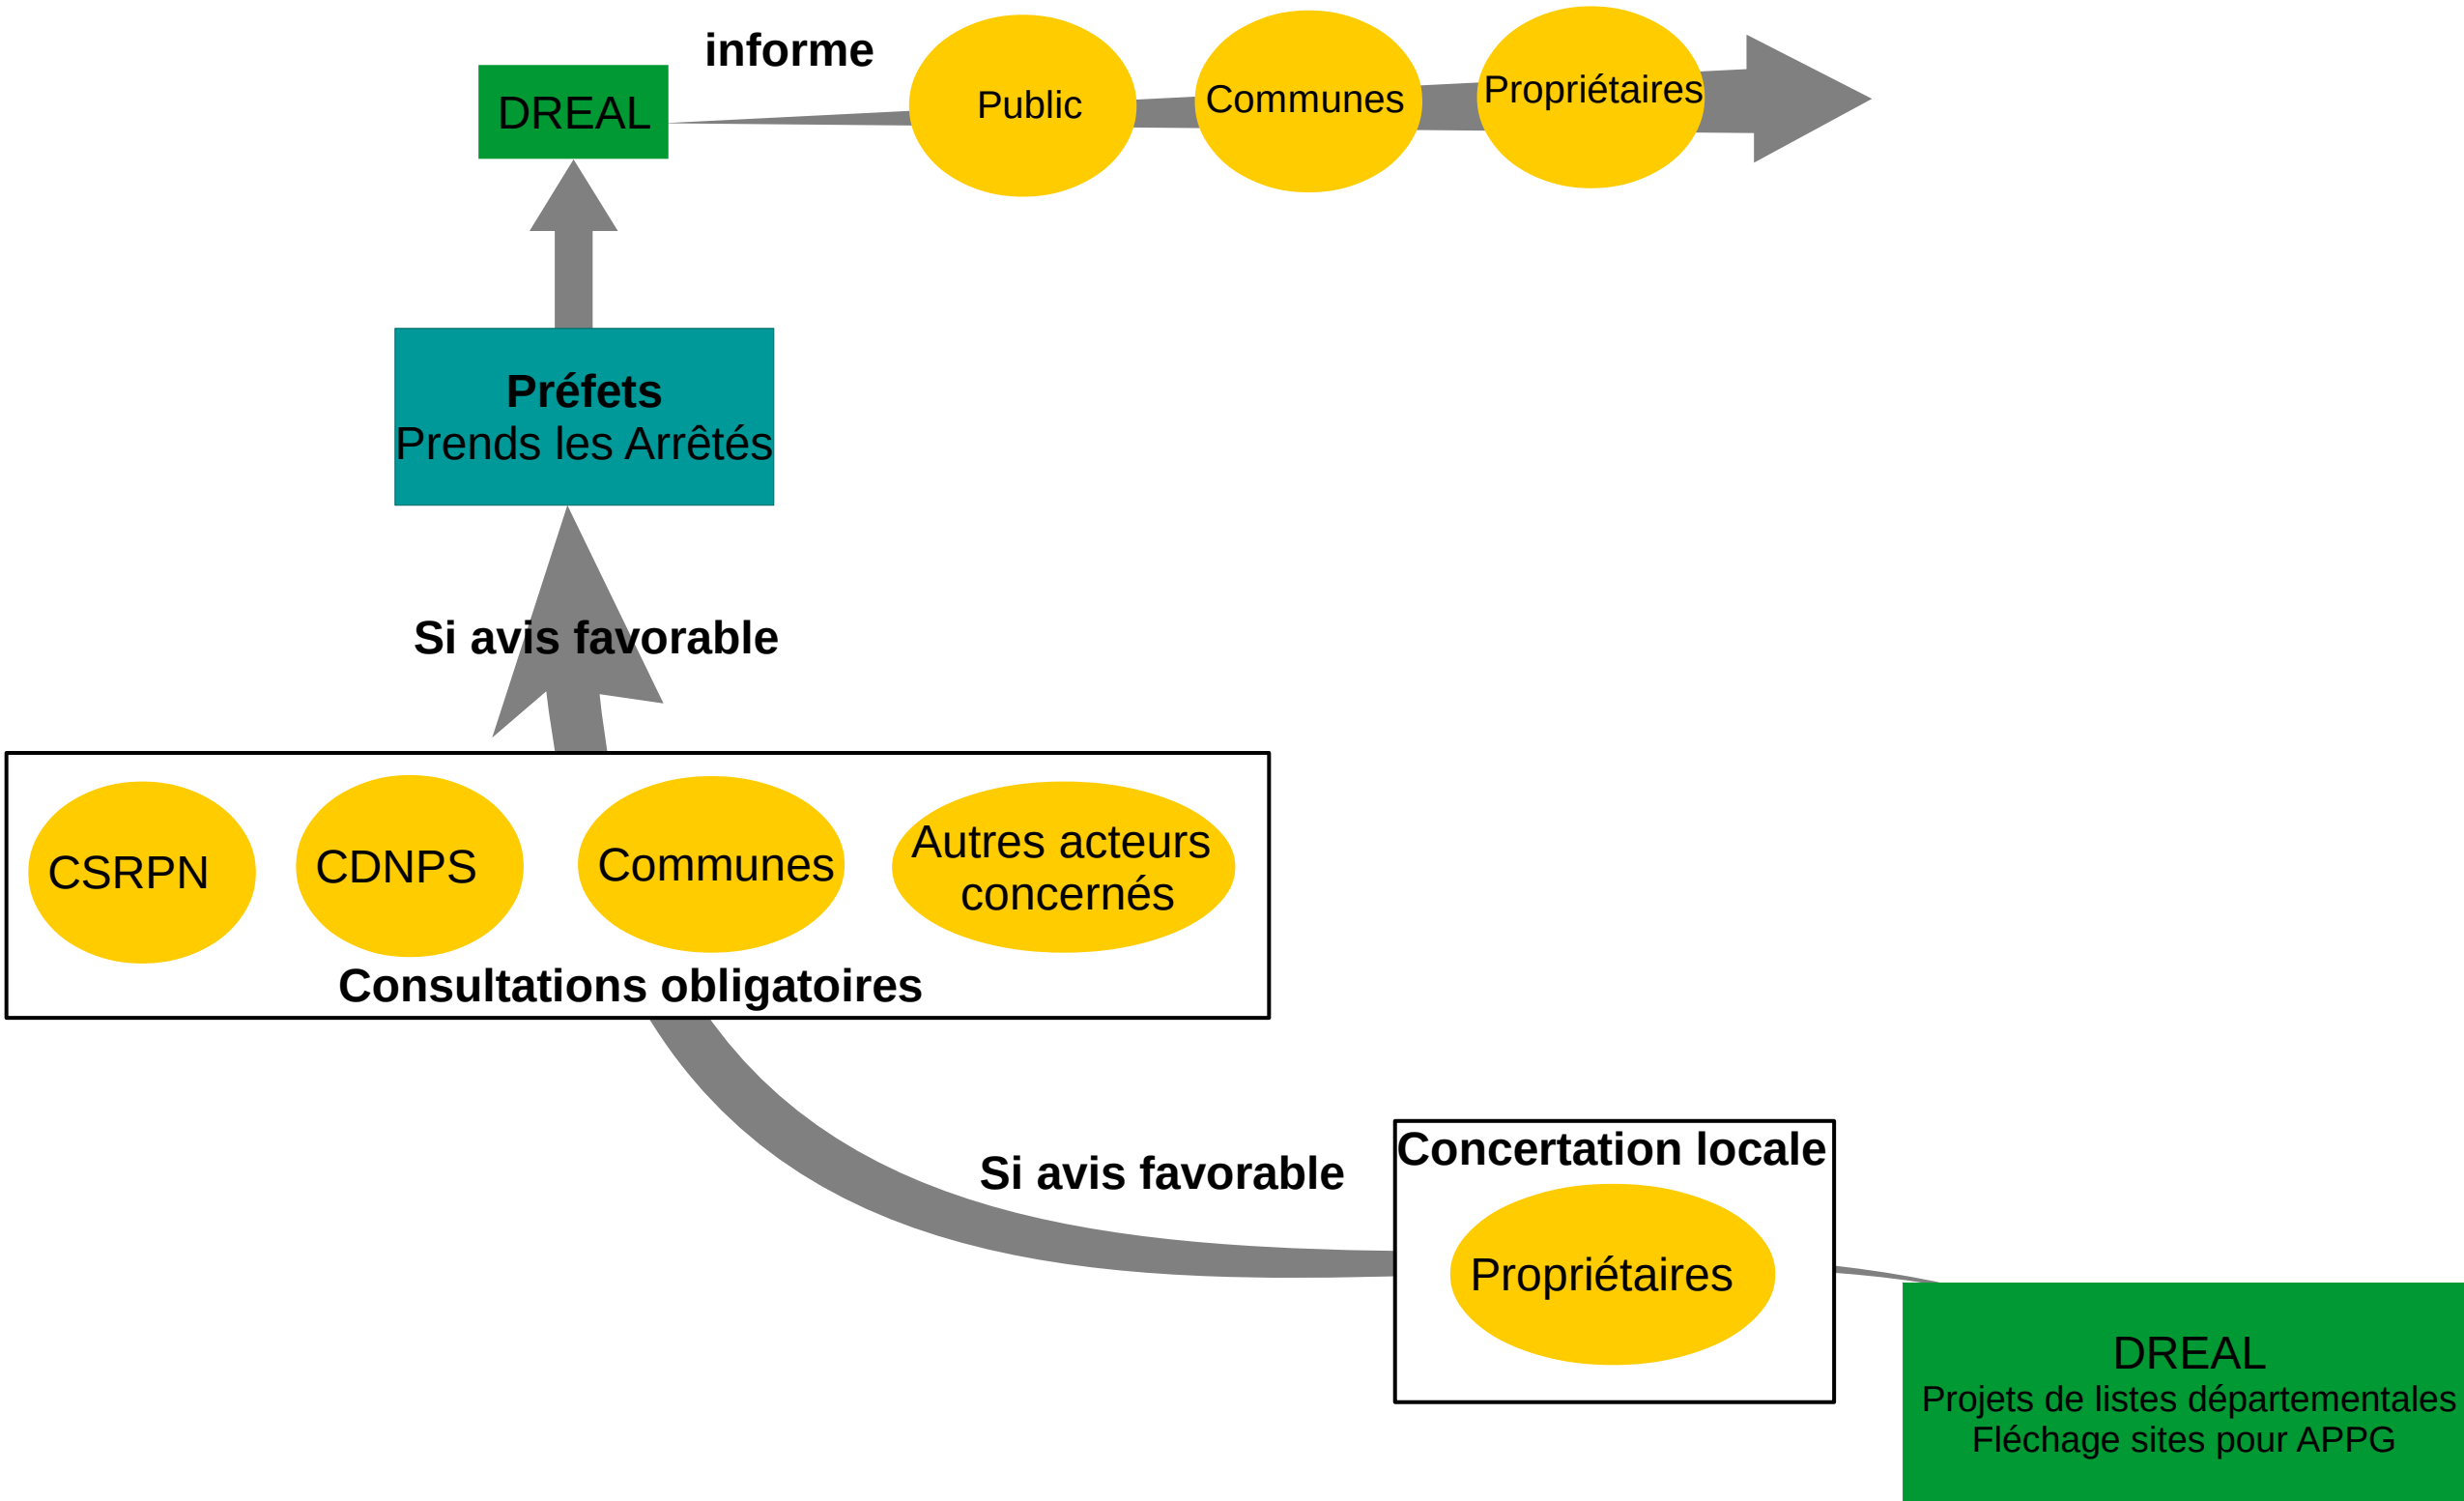 informe
DREAL
Public
Communes
Propriétaires
Préfets
Prends les Arrêtés
Si avis favorable
CSRPN
CDNPS
Communes
Autres acteurs
concernés
Consultations obligatoires
Si avis favorable
Concertation locale
Propriétaires
DREAL
Projets de listes départementales
Fléchage sites pour APPG